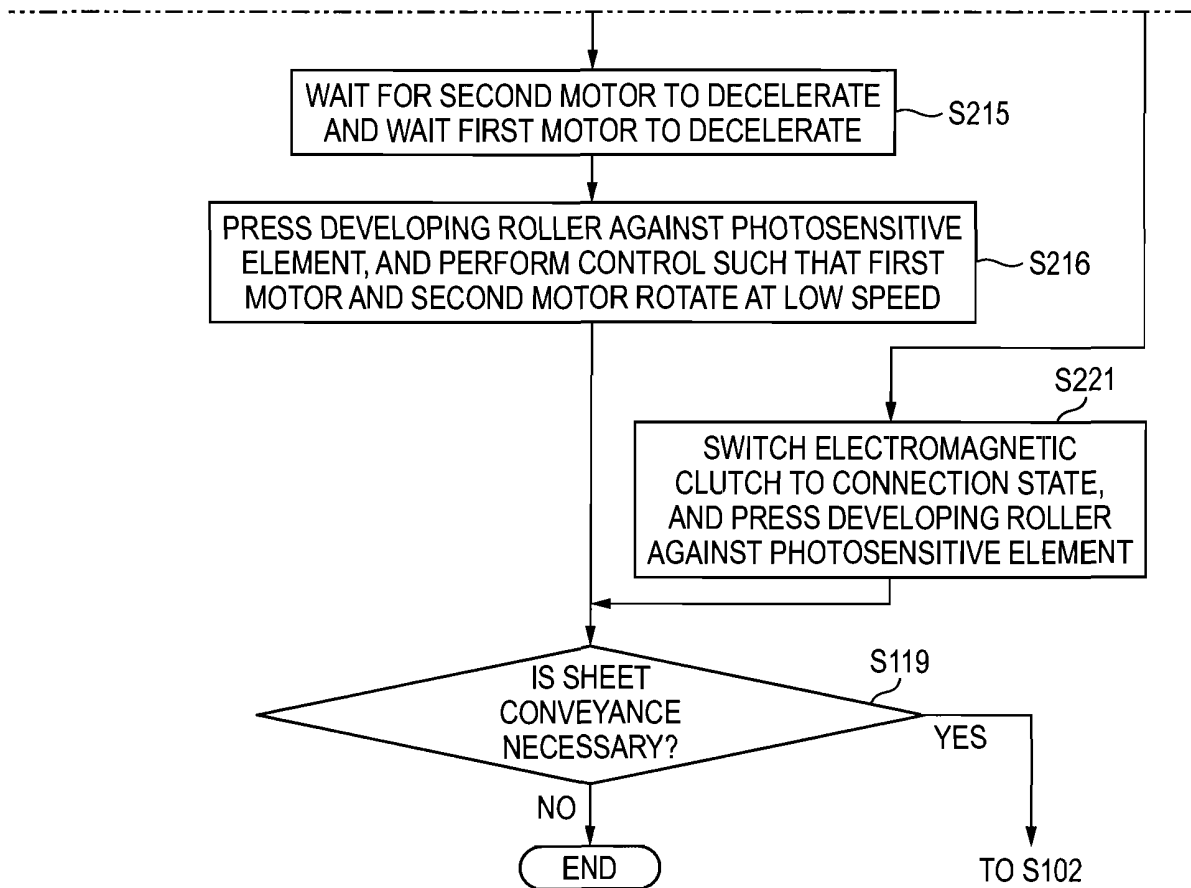 WAIT FOR SECOND MOTOR TO DECELERATE
AND WAIT FIRST MOTOR TO DECELERATE
S215
PRESS DEVELOPING ROLLER AGAINST PHOTOSENSITIVE
ELEMENT, AND PERFORM CONTROL SUCH THAT FIRST
MOTOR AND SECOND MOTOR ROTATE AT LOW SPEED
S216
S221
SWITCH ELECTROMAGNETIC
CLUTCH TO CONNECTION STATE,
AND PRESS DEVELOPING ROLLER
AGAINST PHOTOSENSITIVE ELEMENT
S119
IS SHEET
CONVEYANCE
NECESSARY?
YES
NO
END
TO S102